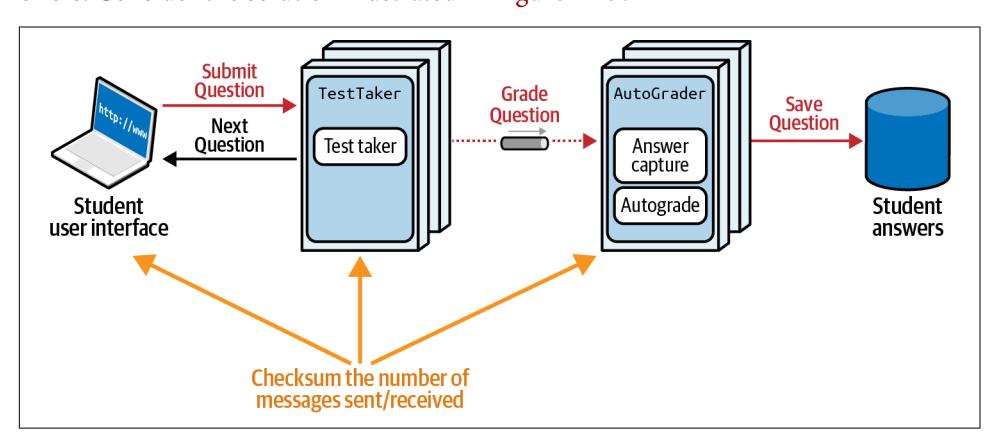 Submit
Question
Next
Question
http://www
Student
user interface
TestTaker
Test taker
Grade
Question
AutoGrader
Answer
capture
Autograde
Save
Question
Student
answers
Checksum the number of
messages sent/received